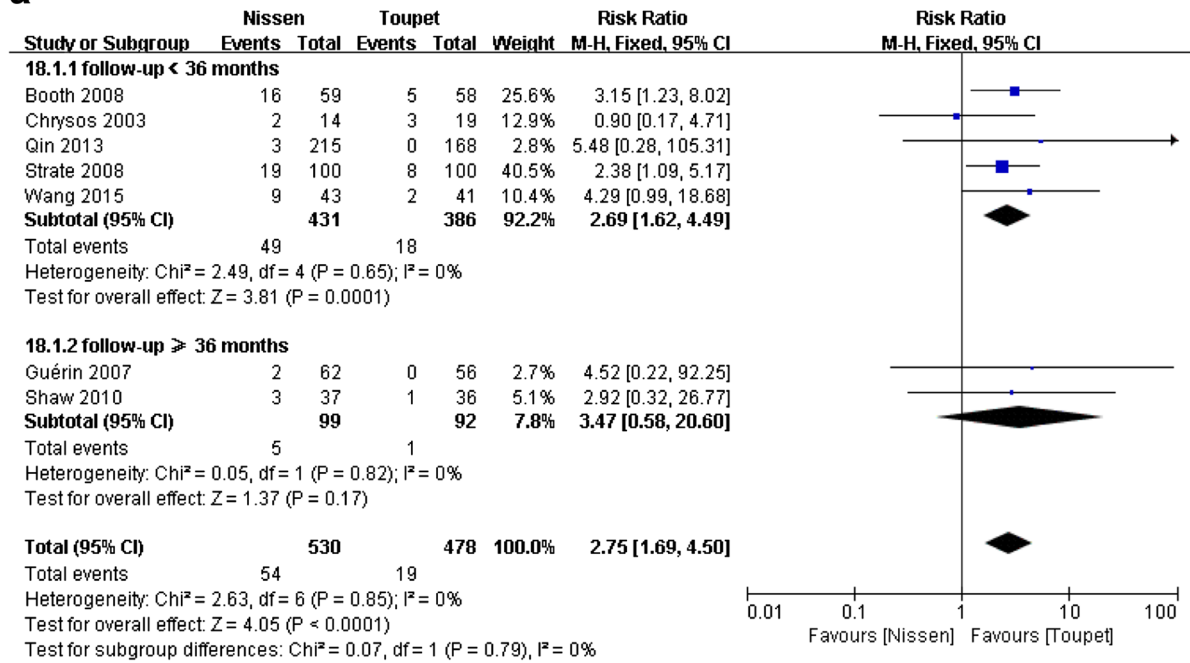 a
Nissen Toupet Risk Ratio Risk Ratio
Study or Subgroup Events Total Events Total Weight M-H, Fixed, 95% CI M-H, Fixed, 95% CI
18.1.1 follow-up < 36 months
Booth 2008 16 59 5 58 25.6% 3.15 [1.23, 8.02]
Chrysos 2003 2 14 3 19 12.9% 0.90 [0.17, 4.71]
Qin 2013 3 215 0 168 2.8% 5.48 [0.28, 105.31]
Strate 2008 19 100 8 100 40.5% 2.38 [1.09, 5.17]
Wang 2015 9 43 2 41 10.4% 4.29 [0.99, 18.68]
Subtotal (95% CI) 431 386 92.2% 2.69 [1.62, 4.49]
Total events 49 18
Heterogeneity: Chi² = 2.49, df = 4 (P = 0.65); I² = 0%
Test for overall effect: Z = 3.81 (P = 0.0001)
18.1.2 follow-up ⩾ 36 months
Guérin 2007 2 62 0 56 2.7% 4.52 [0.22, 92.25]
Shaw 2010 3 37 1 36 5.1% 2.92 [0.32, 26.77]
Subtotal (95% CI) 99 92 7.8% 3.47 [0.58, 20.60]
Total events 5 1
Heterogeneity: Chi² = 0.05, df = 1 (P = 0.82); I² = 0%
Test for overall effect: Z = 1.37 (P = 0.17)
Total (95% CI) 530 478 100.0% 2.75 [1.69, 4.50]
Total events 54 19
Heterogeneity: Chi² = 2.63, df = 6 (P = 0.85); I² = 0%
Test for overall effect: Z = 4.05 (P < 0.0001)
Test for subgroup differences: Chi² = 0.07, df = 1 (P = 0.79), I² = 0%
0.01 0.1 1 10 100
Favours [Nissen] Favours [Toupet]